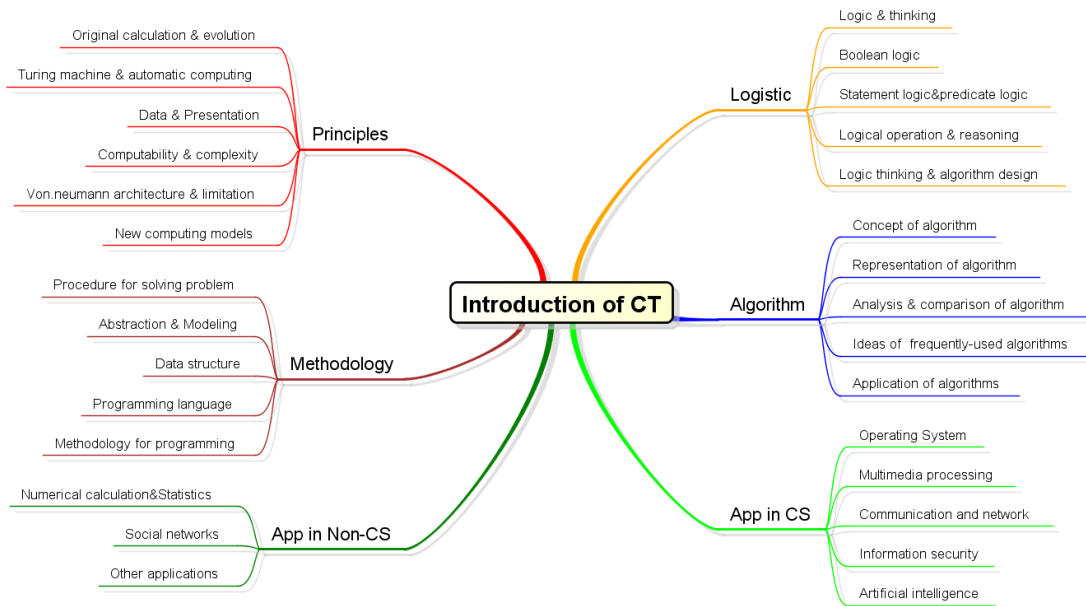 Introduction of CT
Principles
Original calculation & evolution
Turing machine & automatic computing
Data & Presentation
Computability & complexity
Von.neumann architecture & limitation
New computing models
Methodology
Procedure for solving problem
Abstraction & Modeling
Data structure
Programming language
Methodology for programming
App in Non-CS
Numerical calculation&Statistics
Social networks
Other applications
Logistic
Logic & thinking
Boolean logic
Statement logic&predicate logic
Logical operation & reasoning
Logic thinking & algorithm design
Algorithm
Concept of algorithm
Representation of algorithm
Analysis & comparison of algorithm
Ideas of  frequently-used algorithms
Application of algorithms
App in CS
Operating System
Multimedia processing
Communication and network
Information security
Artificial intelligence